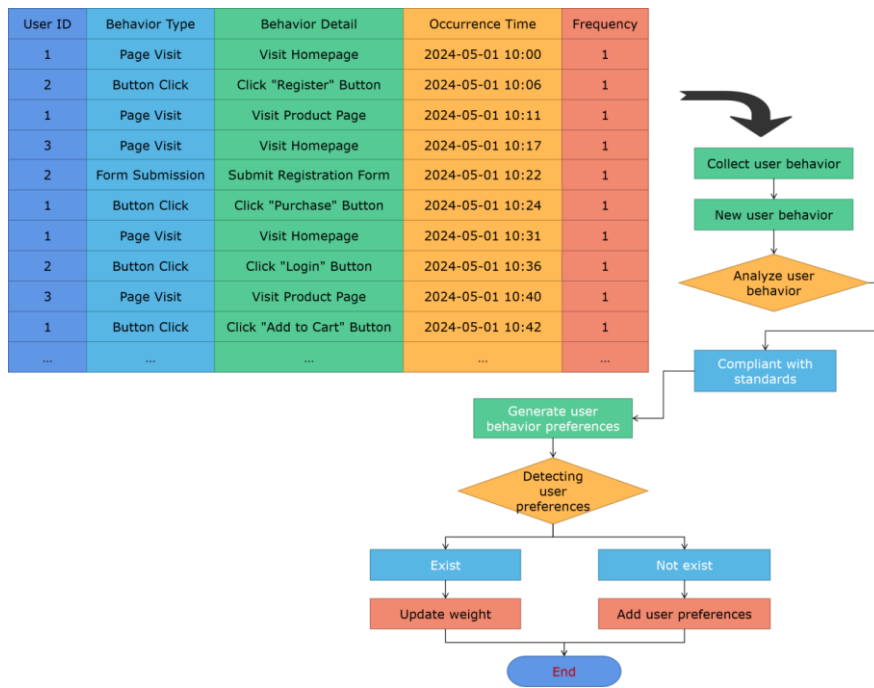 User ID Behavior Type Behavior Detail Occurrence Time Frequency
1 Page Visit Visit Homepage 2024-05-01 10:00 1
2 Button Click Click "Register" Button 2024-05-01 10:06 1
1 Page Visit Visit Product Page 2024-05-01 10:11 1
3 Page Visit Visit Homepage 2024-05-01 10:17 1
2 Form Submission Submit Registration Form 2024-05-01 10:22 1
1 Button Click Click "Purchase" Button 2024-05-01 10:24 1
1 Page Visit Visit Homepage 2024-05-01 10:31 1
2 Button Click Click "Login" Button 2024-05-01 10:36 1
3 Page Visit Visit Product Page 2024-05-01 10:40 1
1 Button Click Click "Add to Cart" Button 2024-05-01 10:42 1
... ... ... ... ...
Collect user behavior
New user behavior
Analyze user
behavior
Compliant with
standards
Generate user
behavior preferences
Detecting
user
preferences
Exist
Not exist
Update weight
Add user preferences
End